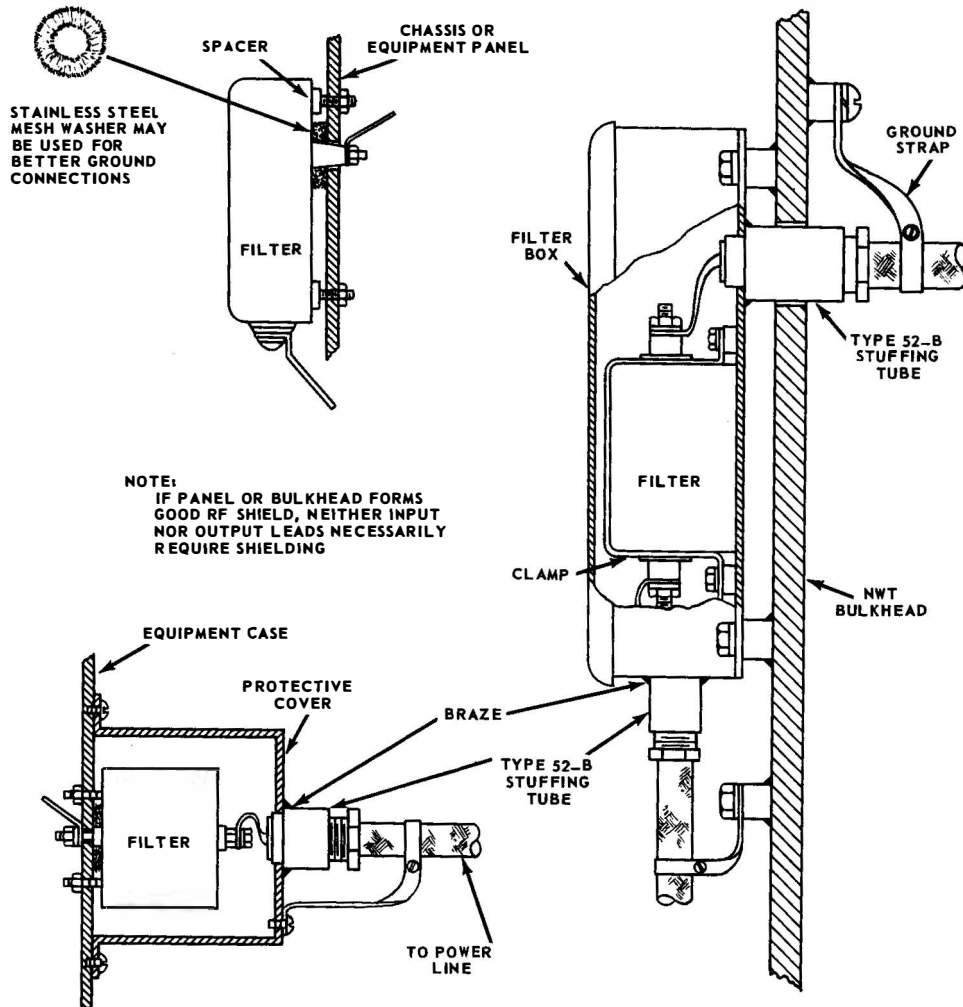 SPACER
CHASSIS OR
EQUIPMENT PANEL
STAINLESS STEEL
MESH WASHER MAY
BE USED FOR
BETTER GROUND
CONNECTIONS
FILTER
GROUND
STRAP
FILTER
BOX
TYPE 52-B
STUFFING
TUBE
FILTER
NOTE:
IF PANEL OR BULKHEAD FORMS
GOOD RF SHIELD, NEITHER INPUT
NOR OUTPUT LEADS NECESSARILY
REQUIRE SHIELDING
CLAMP
NWT
BULKHEAD
EQUIPMENT CASE
PROTECTIVE
COVER
BRAZE
TYPE 52-B
STUFFING
TUBE
FILTER
TO POWER
LINE